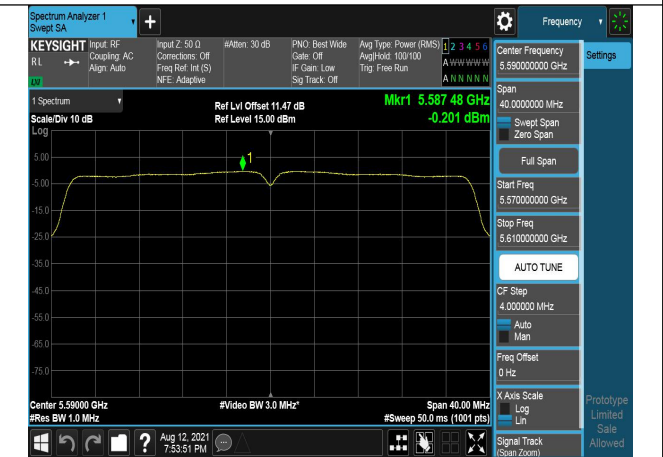 Spectrum Analyzer 1
Swept SA
+
Frequency
KEYSIGHT
R L
LNI
Input: RF
Coupling: AC
Align: Auto
Input Z: 50 Ω
Corrections: Off
Freq Ref: Int (S)
NFE: Adaptive
#Atten: 30 dB
PNO: Best Wide
Gate: Off
IF Gain: Low
Sig Track: Off
Avg Type: Power (RMS)
Avg|Hold: 100/100
Trig: Free Run
1 2 3 4 5 6
A W W W W W
A N N N N N
Center Frequency
5.590000000 GHz
Settings
Span
40.0000000 MHz
Swept Span
Zero Span
Full Span
Start Freq
5.570000000 GHz
Stop Freq
5.610000000 GHz
AUTO TUNE
CF Step
4.000000 MHz
Auto
Man
Freq Offset
0 Hz
X Axis Scale
Log
Lin
Signal Track
(Span Zoom)
Prototype
Limited
Sale
Allowed
1 Spectrum
Scale/Div 10 dB
Log
Ref Lvl Offset 11.47 dB
Ref Level 15.00 dBm
Mkr1 5.587 48 GHz
-0.201 dBm
1
5.00
-5.00
-15.0
-25.0
-35.0
-45.0
-55.0
-65.0
-75.0
Center 5.59000 GHz
#Res BW 1.0 MHz
#Video BW 3.0 MHz*
Span 40.00 MHz
#Sweep 50.0 ms (1001 pts)
?
Aug 12, 2021
7:53:51 PM